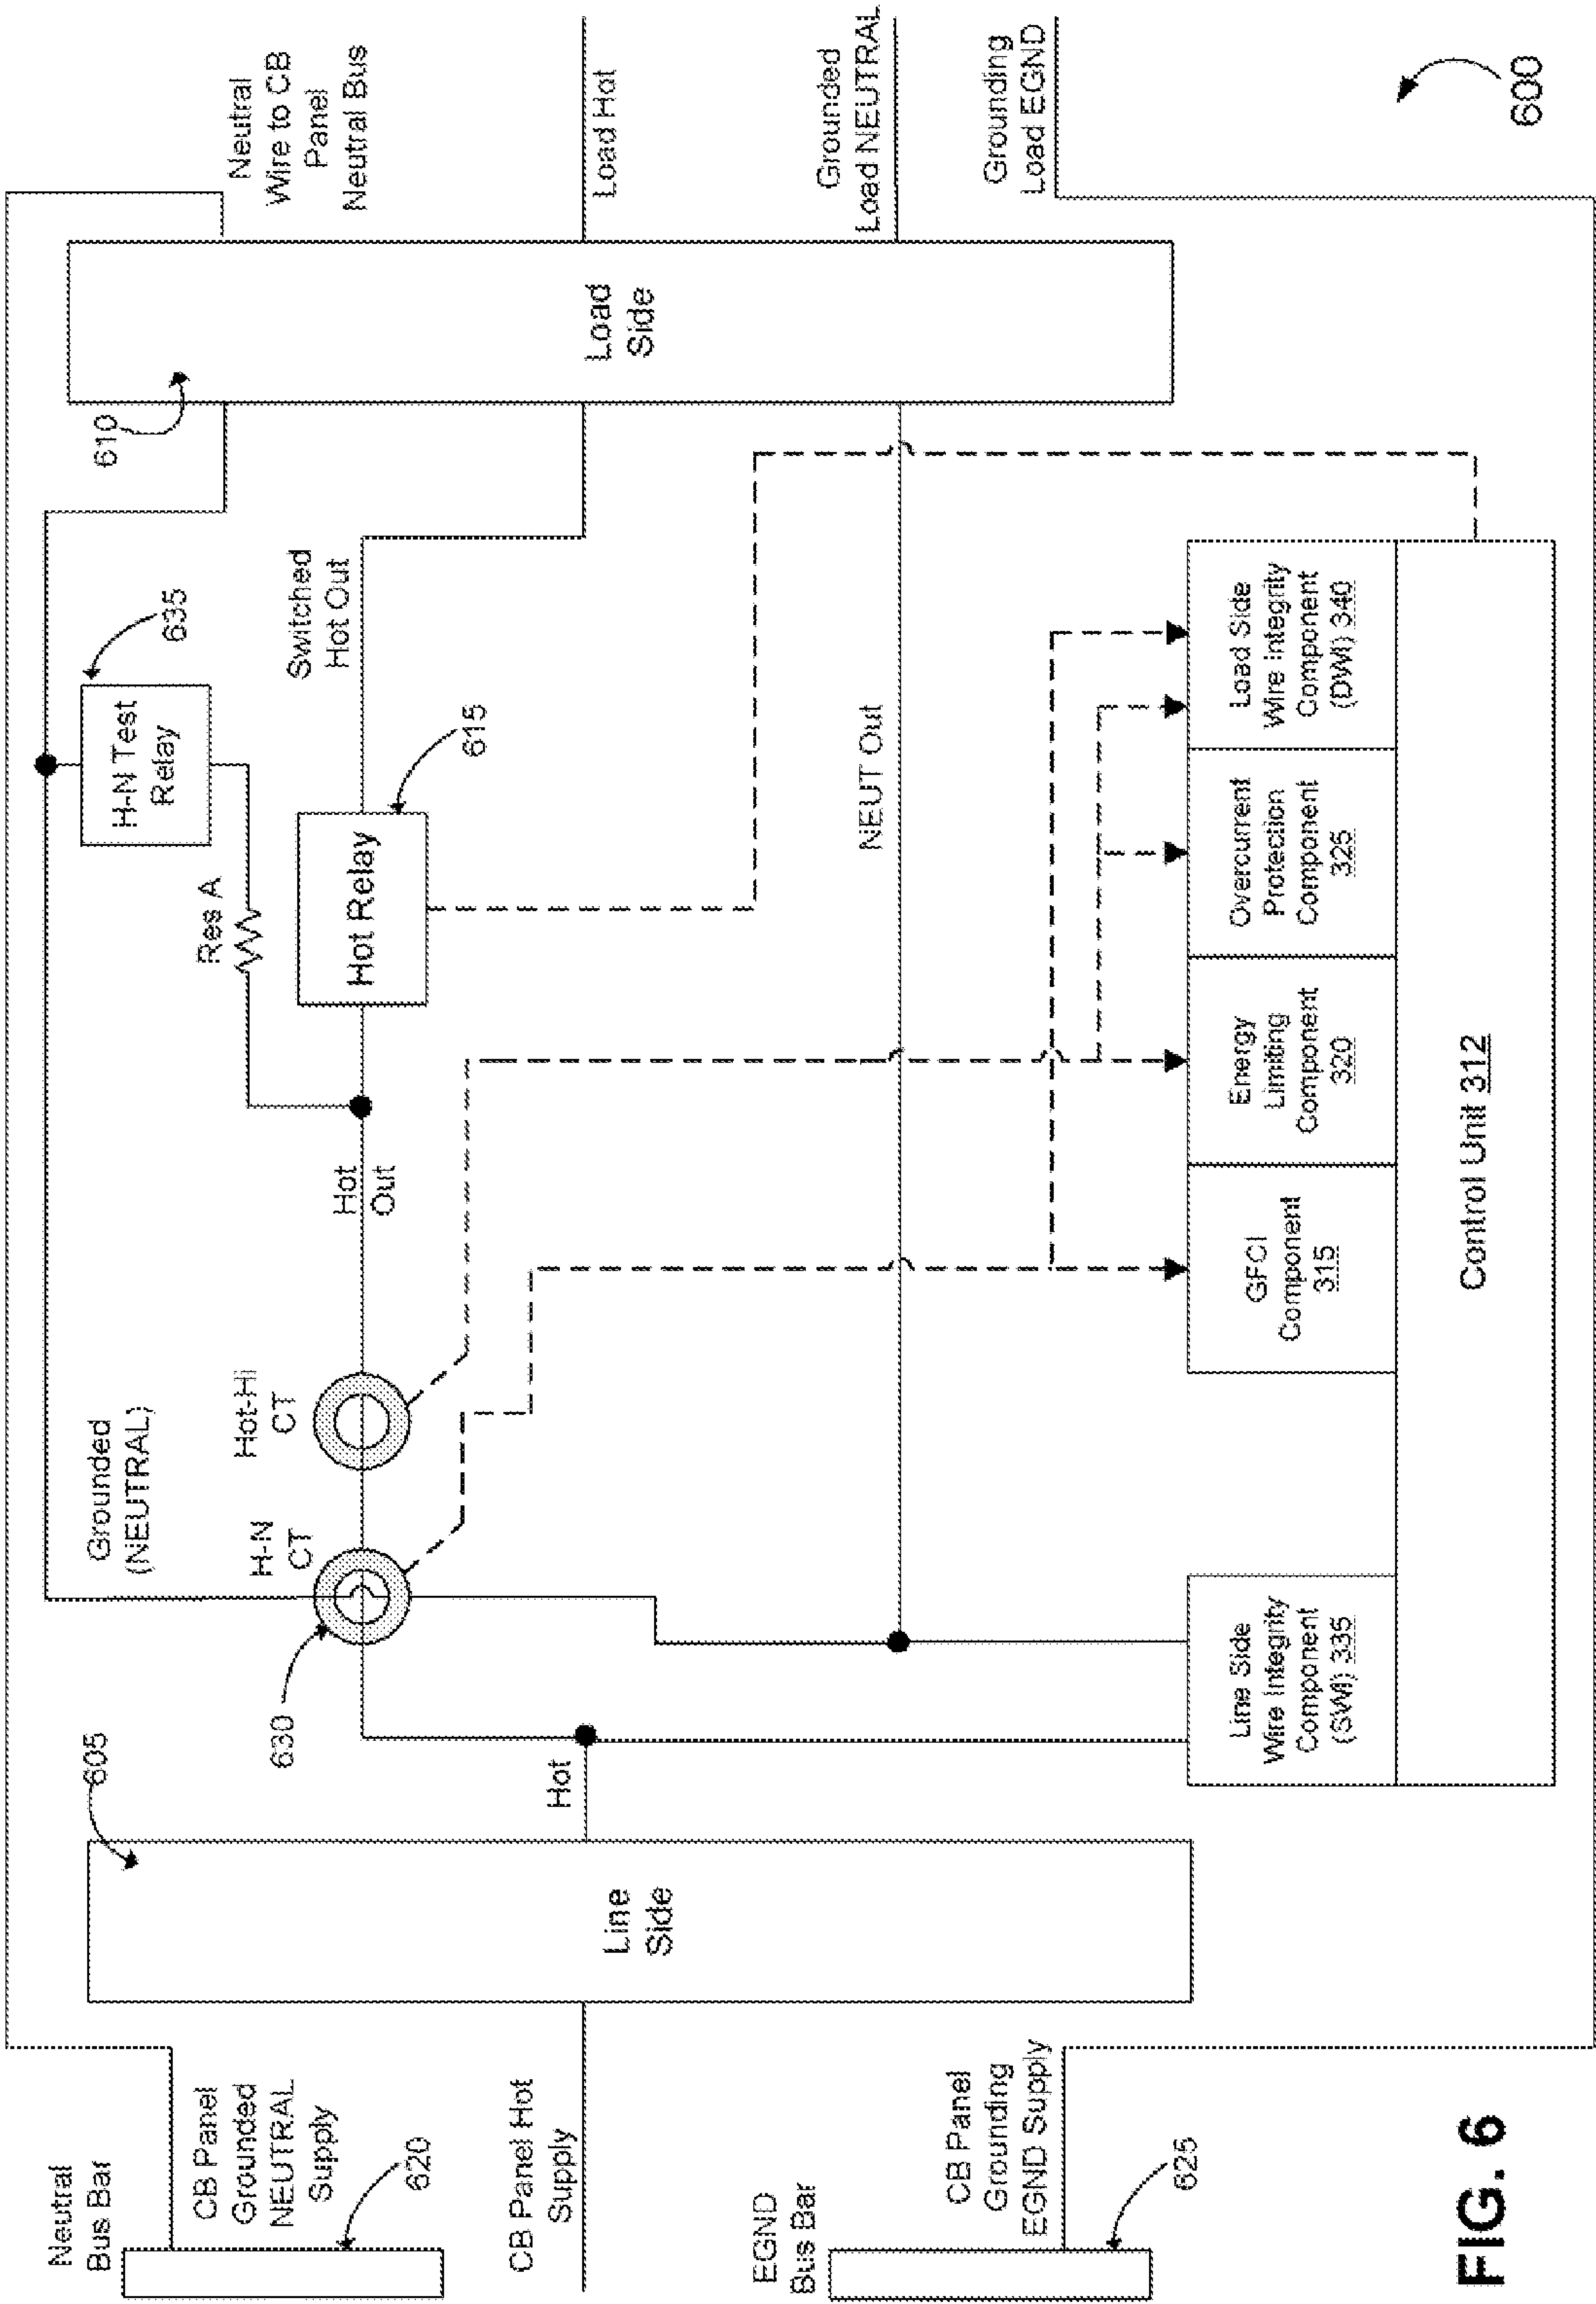 Neutral
Bus Bar
CB Panel
Grounded
NEUTRAL
Supply
620
CB Panel Hot
Supply
EGND
Bus Bar
CB Panel
Grounding
EGND Supply
625
605
Line
Side
Hot
630
Grounded
(NEUTRAL)
H-N
CT
Hot-Hi
CT
Hot
Out
Res A
H-N Test
Relay
635
Hot Relay
615
Switched
Hot Out
NEUT Out
610
Load
Side
Neutral
Wire to CB
Panel
Neutral Bus
Load Hot
Grounded
Load NEUTRAL
Grounding
Load EGND
Line Side
Wire Integrity
Component
(SWI) 335
GFCI
Component
315
Energy
Limiting
Component
320
Overcurrent
Protection
Component
325
Load Side
Wire Integrity
Component
(DWI) 340
Control Unit 312
600
FIG. 6